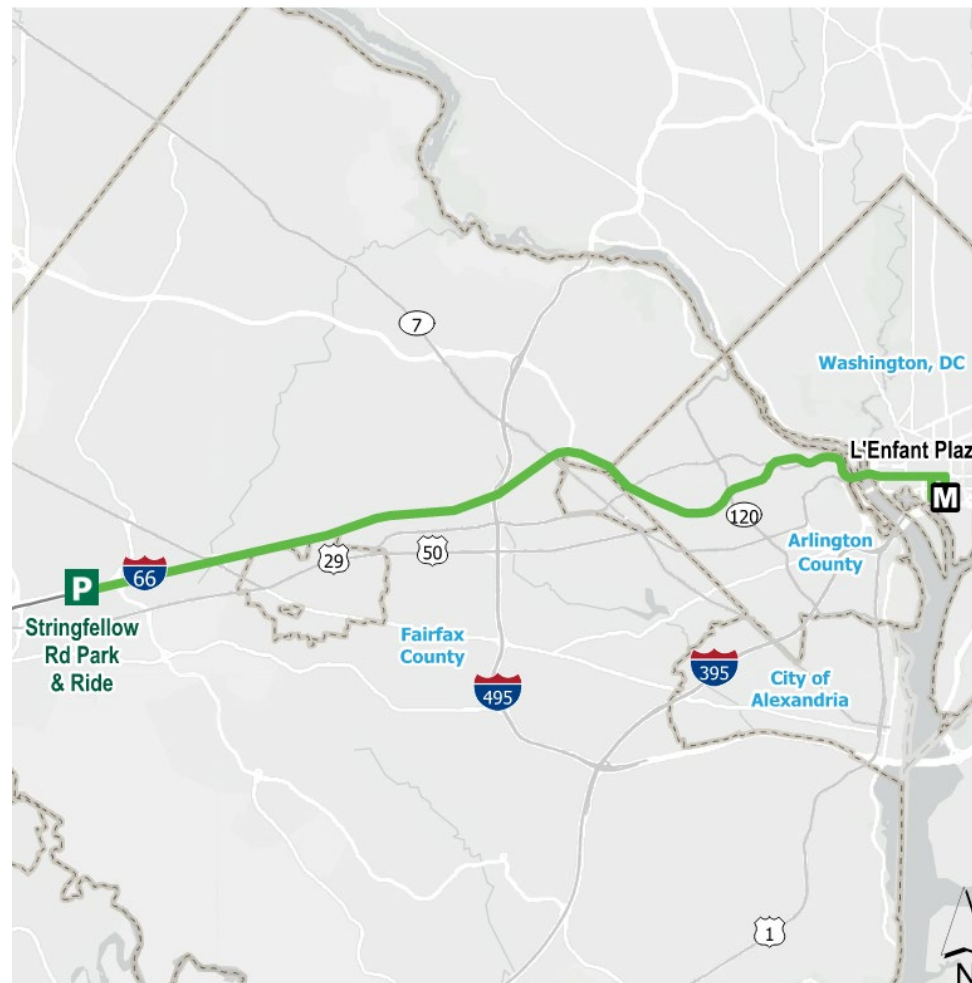 7
Washington, DC
L'Enfant Plaz
M
120
Arlington
County
29
50
66
P
Stringfellow
Rd Park
& Ride
Fairfax
County
495
395
City of
Alexandria
1
N